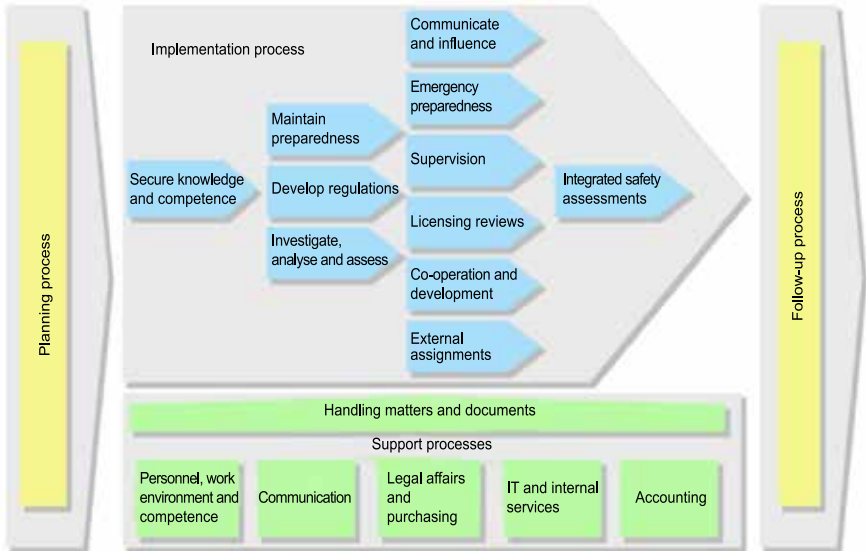 Planning process
Implementation process
Secure knowledge
and competence
Maintain
preparedness
Develop regulations
Investigate,
analyse and assess
Communicate
and influence
Emergency
preparedness
Supervision
Licensing reviews
Co-operation and
development
External
assignments
Integrated safety
assessments
Handling matters and documents
Support processes
Personnel, work
environment and
competence
Communication
Legal affairs
and
purchasing
IT and internal
services
Accounting
Follow-up process